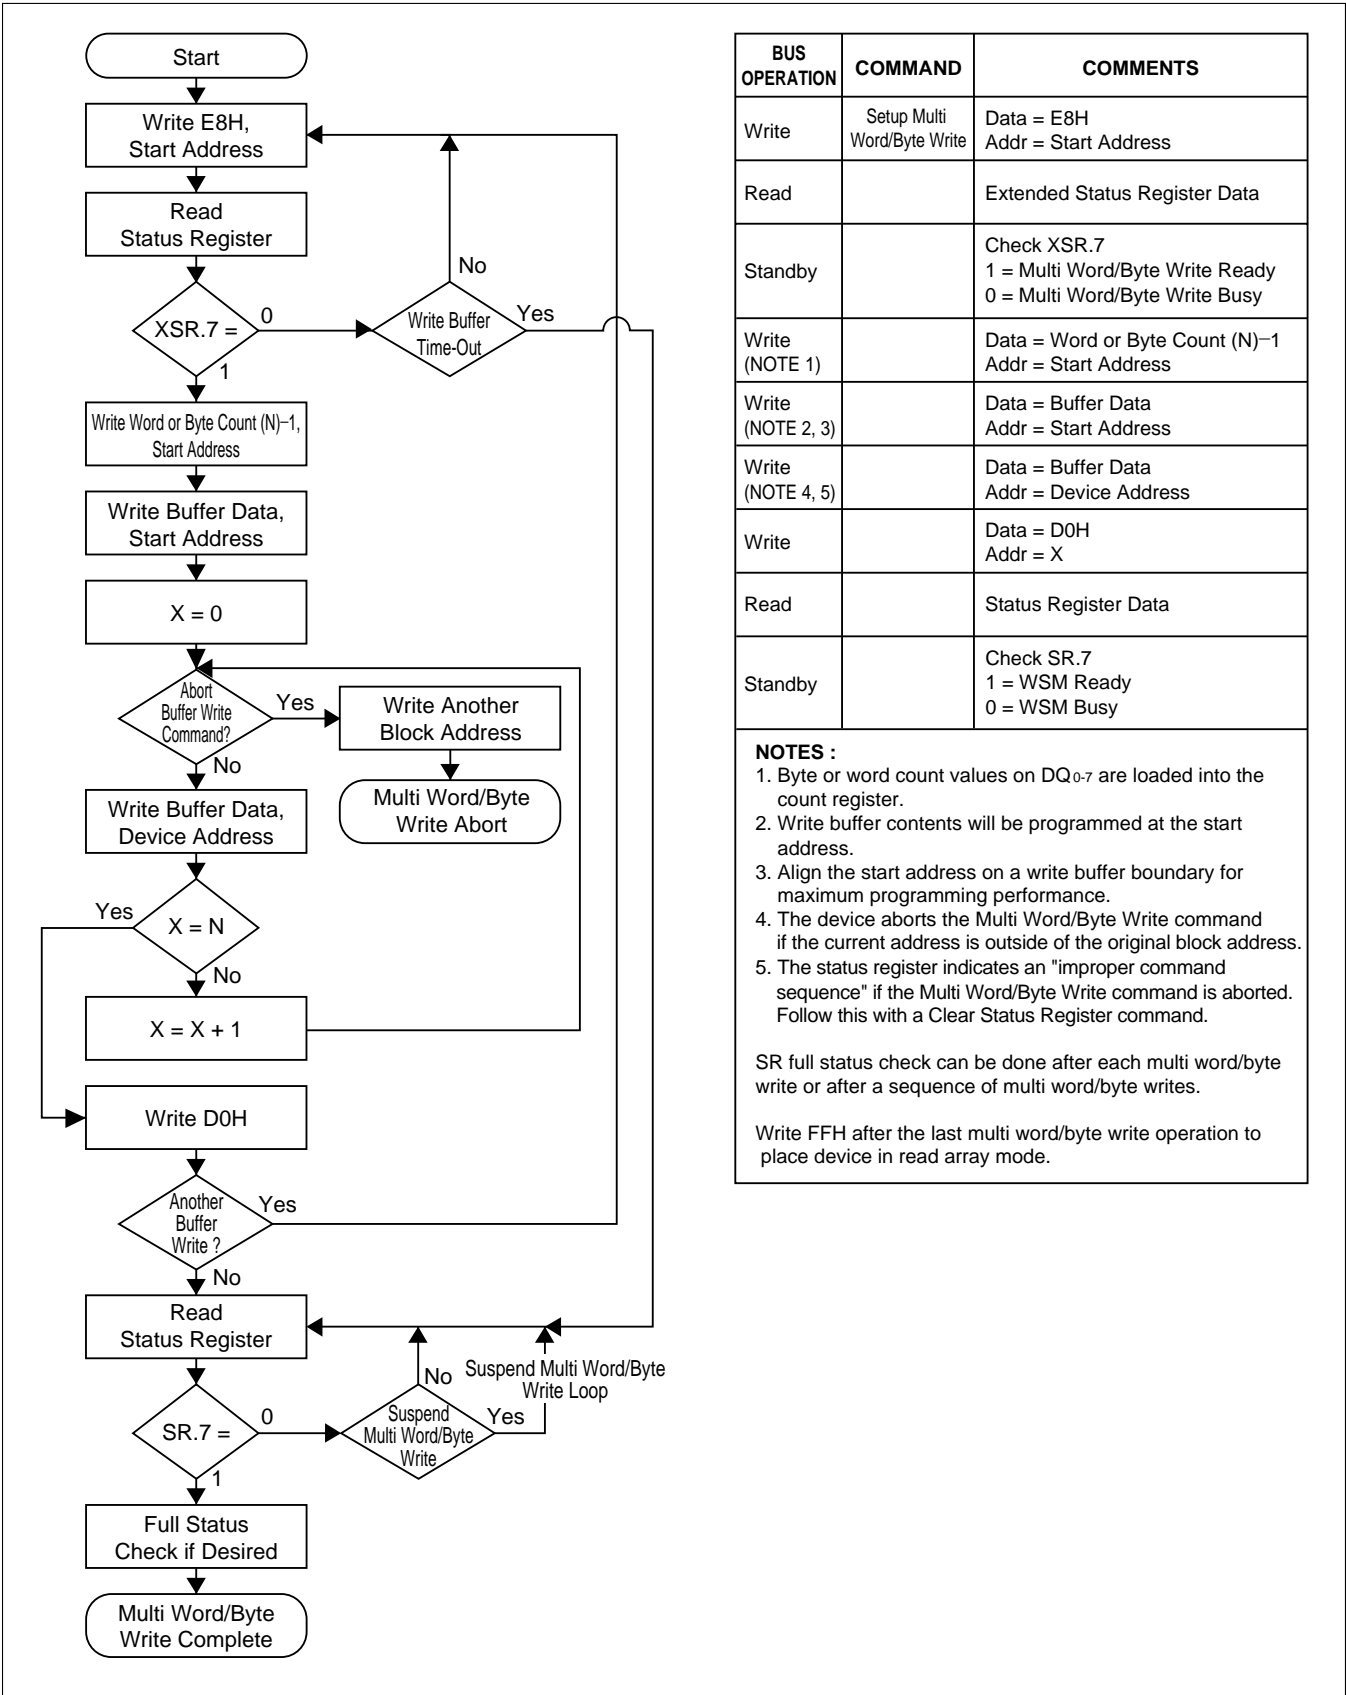 Start
Write E8H,
Start Address
Read
Status Register
XSR.7 =
0
1
Write Buffer
Time-Out
No
Yes
Write Word or Byte Count (N)–1,
Start Address
Write Buffer Data,
Start Address
X = 0
Abort
Buffer Write
Command?
Yes
No
Write Another
Block Address
Multi Word/Byte
Write Abort
Write Buffer Data,
Device Address
X = N
Yes
No
X = X + 1
Write D0H
Another
Buffer
Write ?
Yes
No
Read
Status Register
SR.7 =
0
1
Suspend
Multi Word/Byte
Write
No
Yes
Suspend Multi Word/Byte
Write Loop
Full Status
Check if Desired
Multi Word/Byte
Write Complete
BUS
OPERATION
COMMAND
COMMENTS
Write
Setup Multi
Word/Byte Write
Data = E8H
Addr = Start Address
Read
Extended Status Register Data
Standby
Check XSR.7
1 = Multi Word/Byte Write Ready
0 = Multi Word/Byte Write Busy
Write
(NOTE 1)
Data = Word or Byte Count (N)–1
Addr = Start Address
Write
(NOTE 2, 3)
Data = Buffer Data
Addr = Start Address
Write
(NOTE 4, 5)
Data = Buffer Data
Addr = Device Address
Write
Data = D0H
Addr = X
Read
Status Register Data
Standby
Check SR.7
1 = WSM Ready
0 = WSM Busy
NOTES :
1. Byte or word count values on DQ0-7 are loaded into the
count register.
2. Write buffer contents will be programmed at the start
address.
3. Align the start address on a write buffer boundary for
maximum programming performance.
4. The device aborts the Multi Word/Byte Write command
if the current address is outside of the original block address.
5. The status register indicates an "improper command
sequence" if the Multi Word/Byte Write command is aborted.
Follow this with a Clear Status Register command.
SR full status check can be done after each multi word/byte
write or after a sequence of multi word/byte writes.
Write FFH after the last multi word/byte write operation to
place device in read array mode.